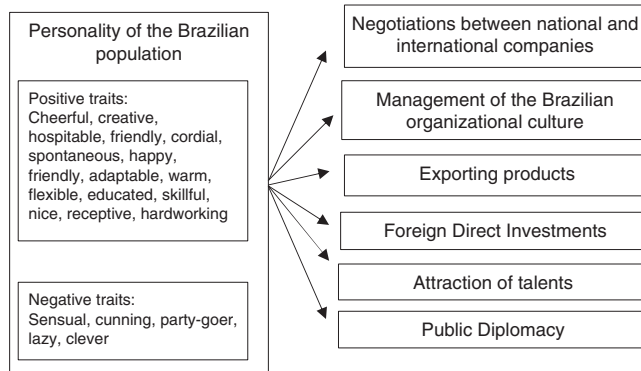 Personality of the Brazilian
population
Positive traits:
Cheerful, creative,
hospitable, friendly, cordial,
spontaneous, happy,
friendly, adaptable, warm,
flexible, educated, skillful,
nice, receptive, hardworking
Negative traits:
Sensual, cunning, party-goer,
lazy, clever
Negotiations between national and
international companies
Management of the Brazilian
organizational culture
Exporting products
Foreign Direct Investments
Attraction of talents
Public Diplomacy